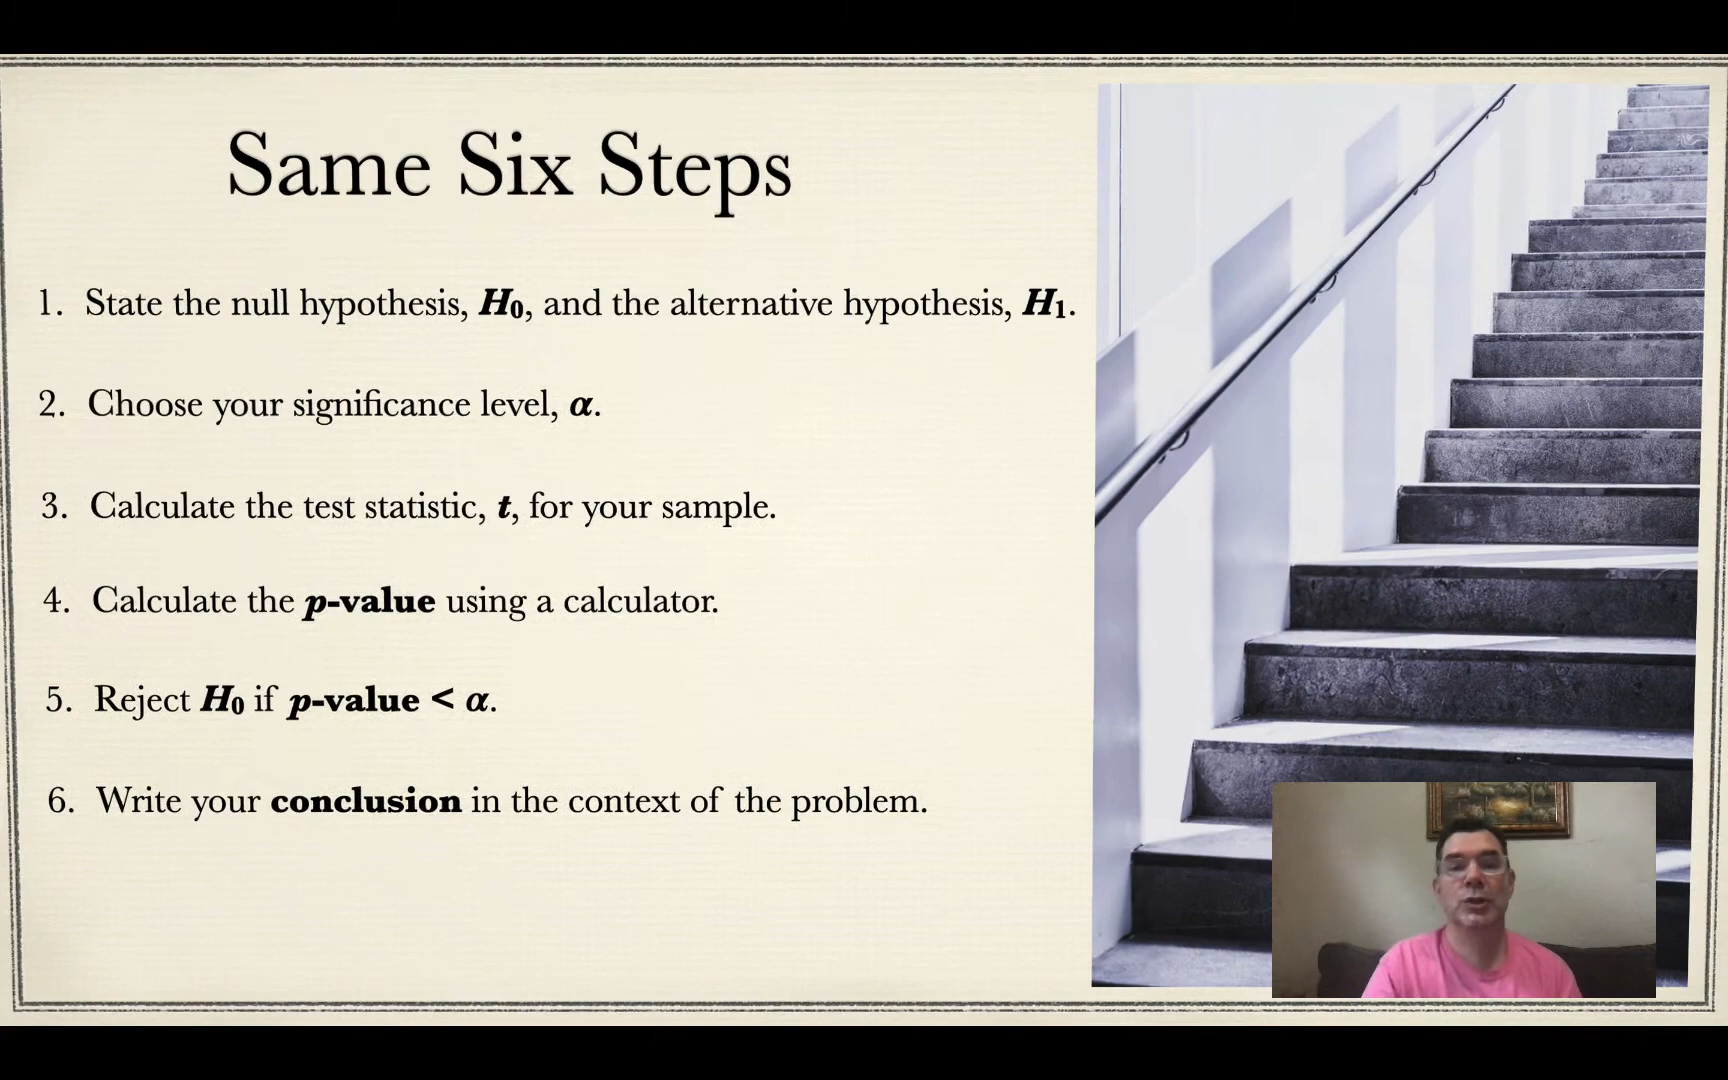 Same Six Steps
1. State the null hypothesis, H₀, and the alternative hypothesis, H₁.
2. Choose your significance level, α.
3. Calculate the test statistic, t, for your sample.
4. Calculate the p-value using a calculator.
5. Reject H₀ if p-value < α.
6. Write your conclusion in the context of the problem.